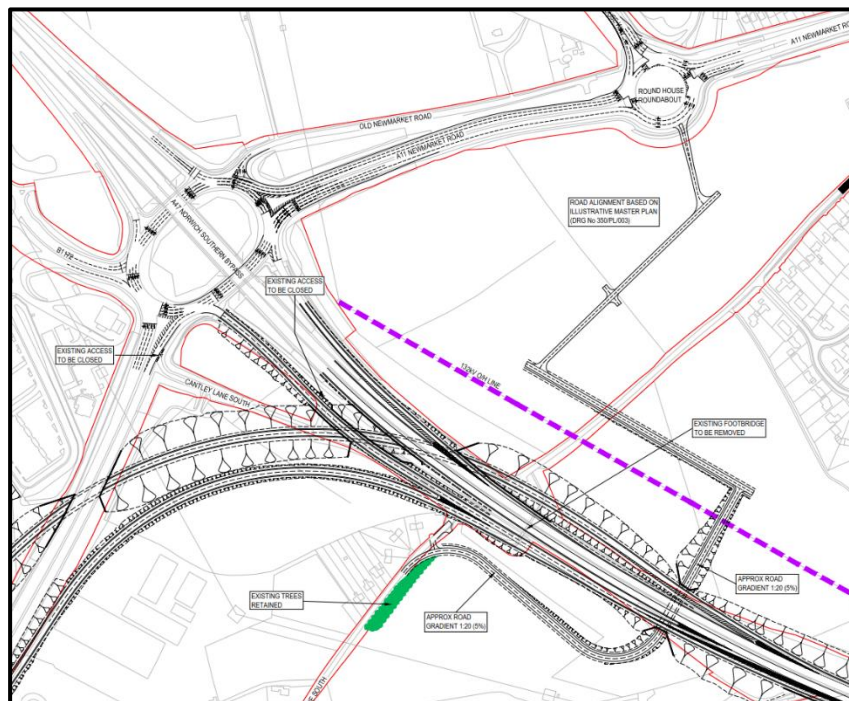 A11 NEWMARKET RO
ROUND HOUSE
ROUNDABOUT
OLD NEWMARKET ROAD
A11 NEWMARKET ROAD
ROAD ALIGNMENT BASED ON
ILLUSTRATIVE MASTER PLAN
(DRG No 350/PL/003)
A47 NORWICH SOUTHERN BYPASS
B1172
EXISTING ACCESS
TO BE CLOSED
EXISTING ACCESS
TO BE CLOSED
CANTLEY LANE SOUTH
132kV O/H LINE
EXISTING FOOTBRIDGE
TO BE REMOVED
EXISTING TREES
RETAINED
APPROX ROAD
GRADIENT 1:20 (5%)
APPROX ROAD
GRADIENT 1:20 (5%)
E SOUTH